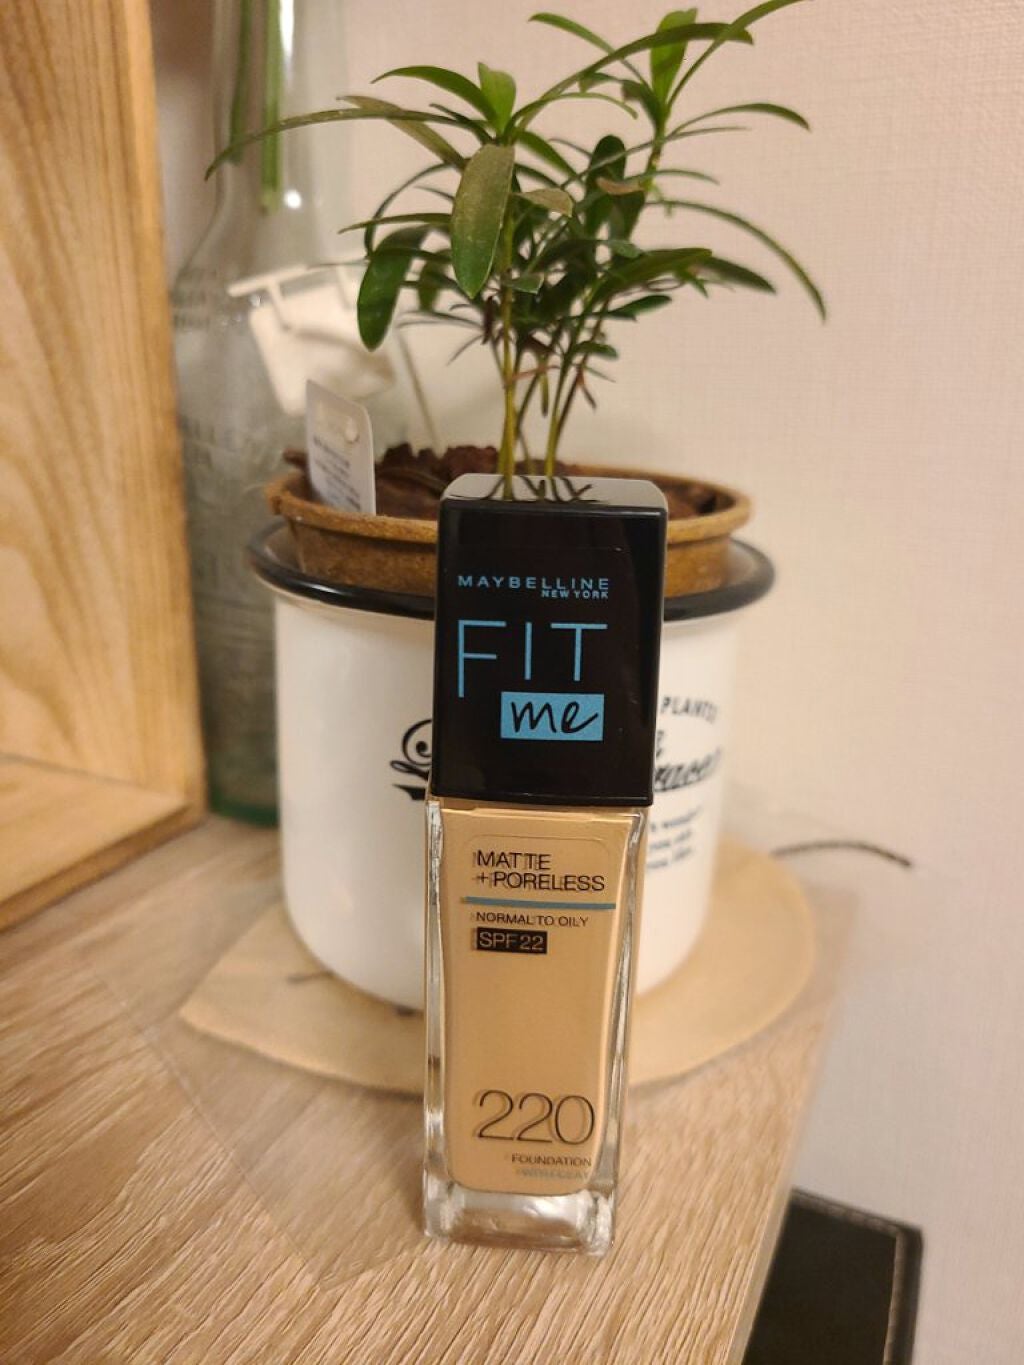 MAYBELLINE
NEW YORK
FIT
me
PLANTS
MATTE
+PORELESS
NORMAL TO OILY
SPF 22
220
FOUNDATION